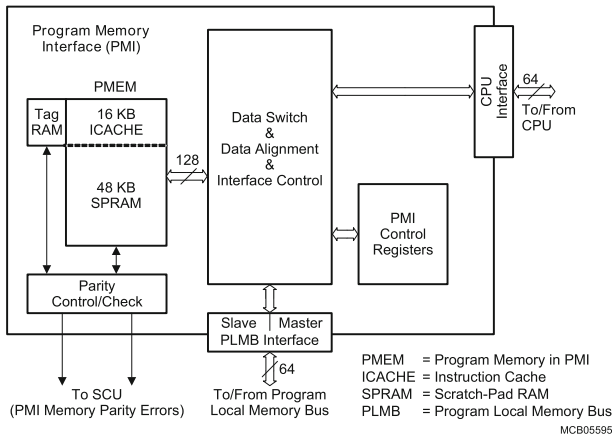 Program Memory
Interface (PMI)
PMEM
Tag
RAM
16 KB
ICACHE
48 KB
SPRAM
128
Data Switch
&
Data Alignment
&
Interface Control
CPU
Interface
64
To/From
CPU
PMI
Control
Registers
Parity
Control/Check
Slave Master
PLMB Interface
64
To SCU
(PMI Memory Parity Errors)
To/From Program
Local Memory Bus
PMEM = Program Memory in PMI
ICACHE = Instruction Cache
SPRAM = Scratch-Pad RAM
PLMB = Program Local Memory Bus
MCB05595